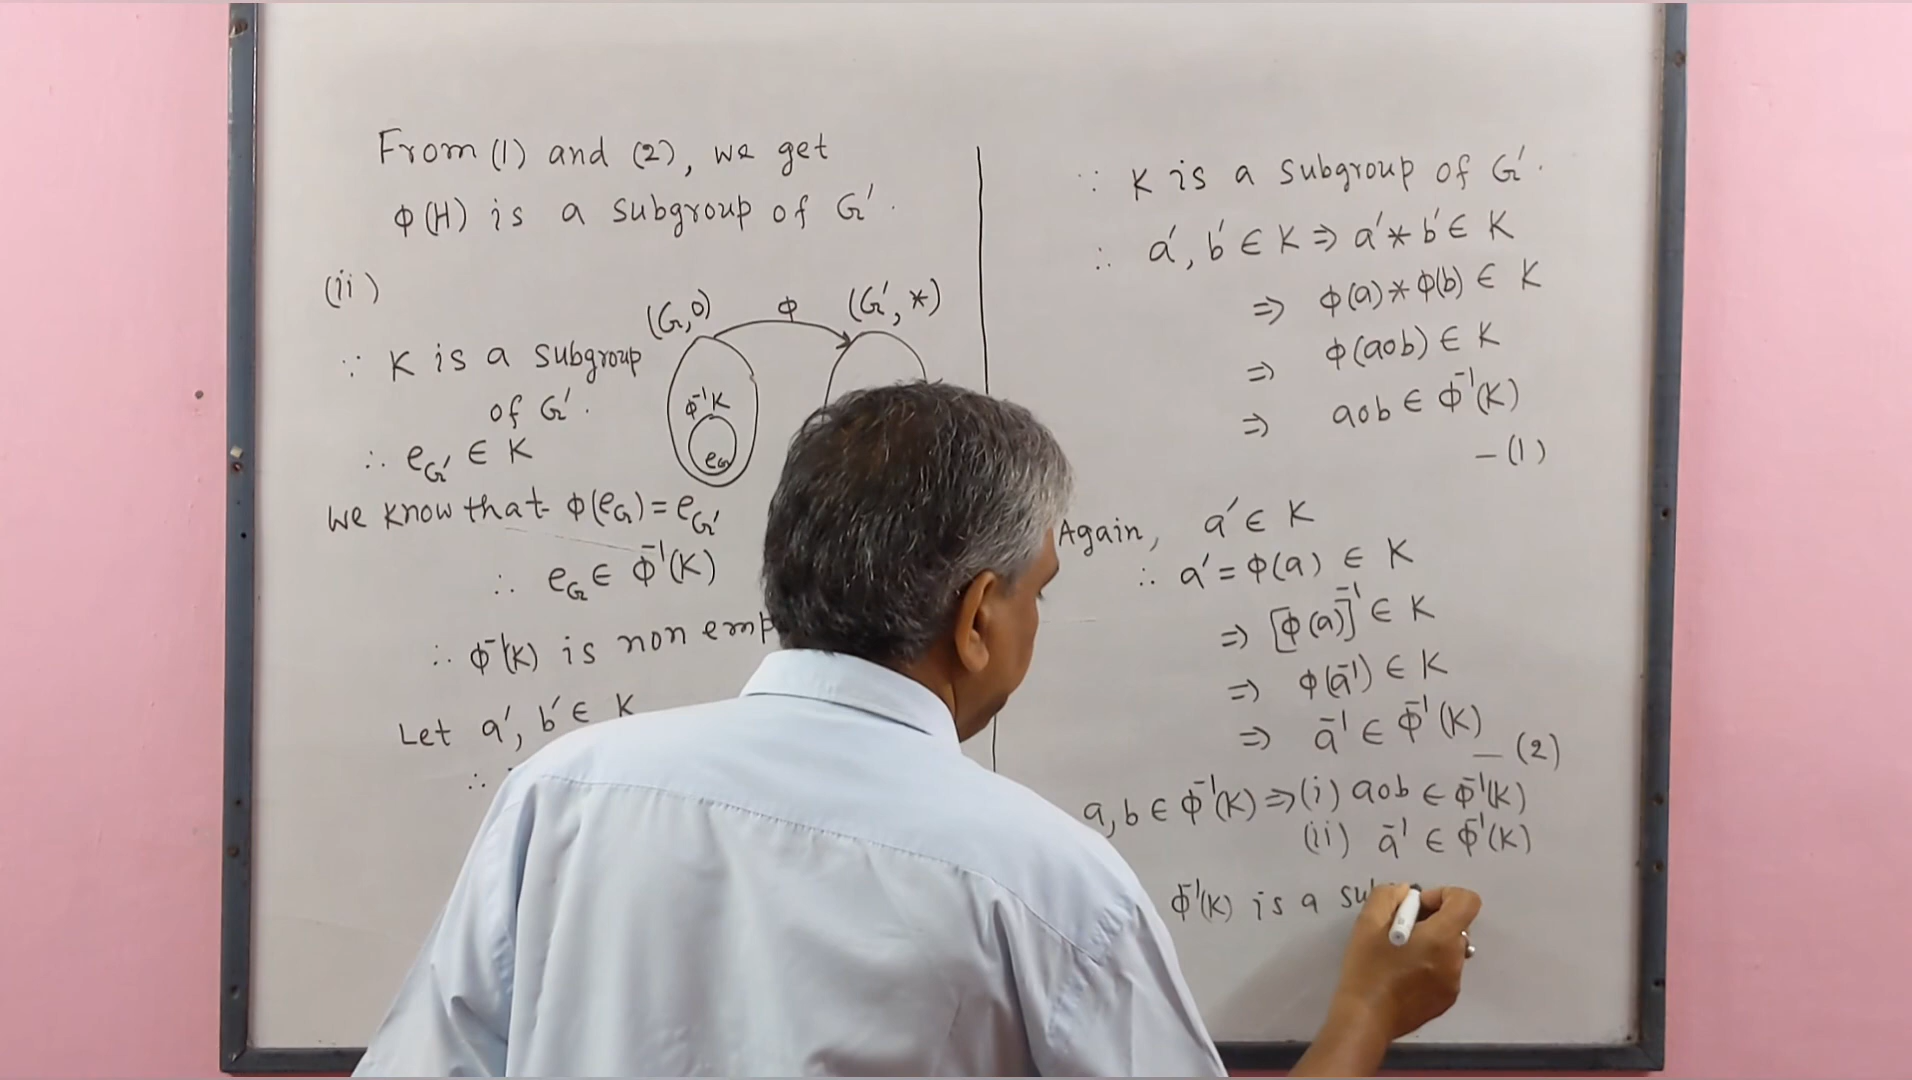 From (1) and (2), we get
Φ(H) is a subgroup of G'.
(ii)
(G,o) Φ (G',*)
∵ K is a subgroup
of G'.
Φ⁻¹K
e_G
∴ e_G' ∈ K
we know that Φ(e_G) = e_G'
∴ e_G ∈ Φ⁻¹(K)
∴ Φ⁻¹(K) is non
Let a', b' ∈ K
∴
∵ K is a subgroup of G'.
∴ a', b' ∈ K ⇒ a' * b' ∈ K
⇒ Φ(a) * Φ(b) ∈ K
⇒ Φ(aob) ∈ K
⇒ aob ∈ Φ⁻¹(K)
— (1)
Again, a' ∈ K
∴ a' = Φ(a) ∈ K
⇒ [Φ(a)]⁻¹ ∈ K
⇒ Φ(a⁻¹) ∈ K
⇒ a⁻¹ ∈ Φ⁻¹(K)
— (2)
a, b ∈ Φ⁻¹(K) ⇒ (i) aob ∈ Φ⁻¹(K)
(ii) a⁻¹ ∈ Φ⁻¹(K)
Φ⁻¹(K) is a